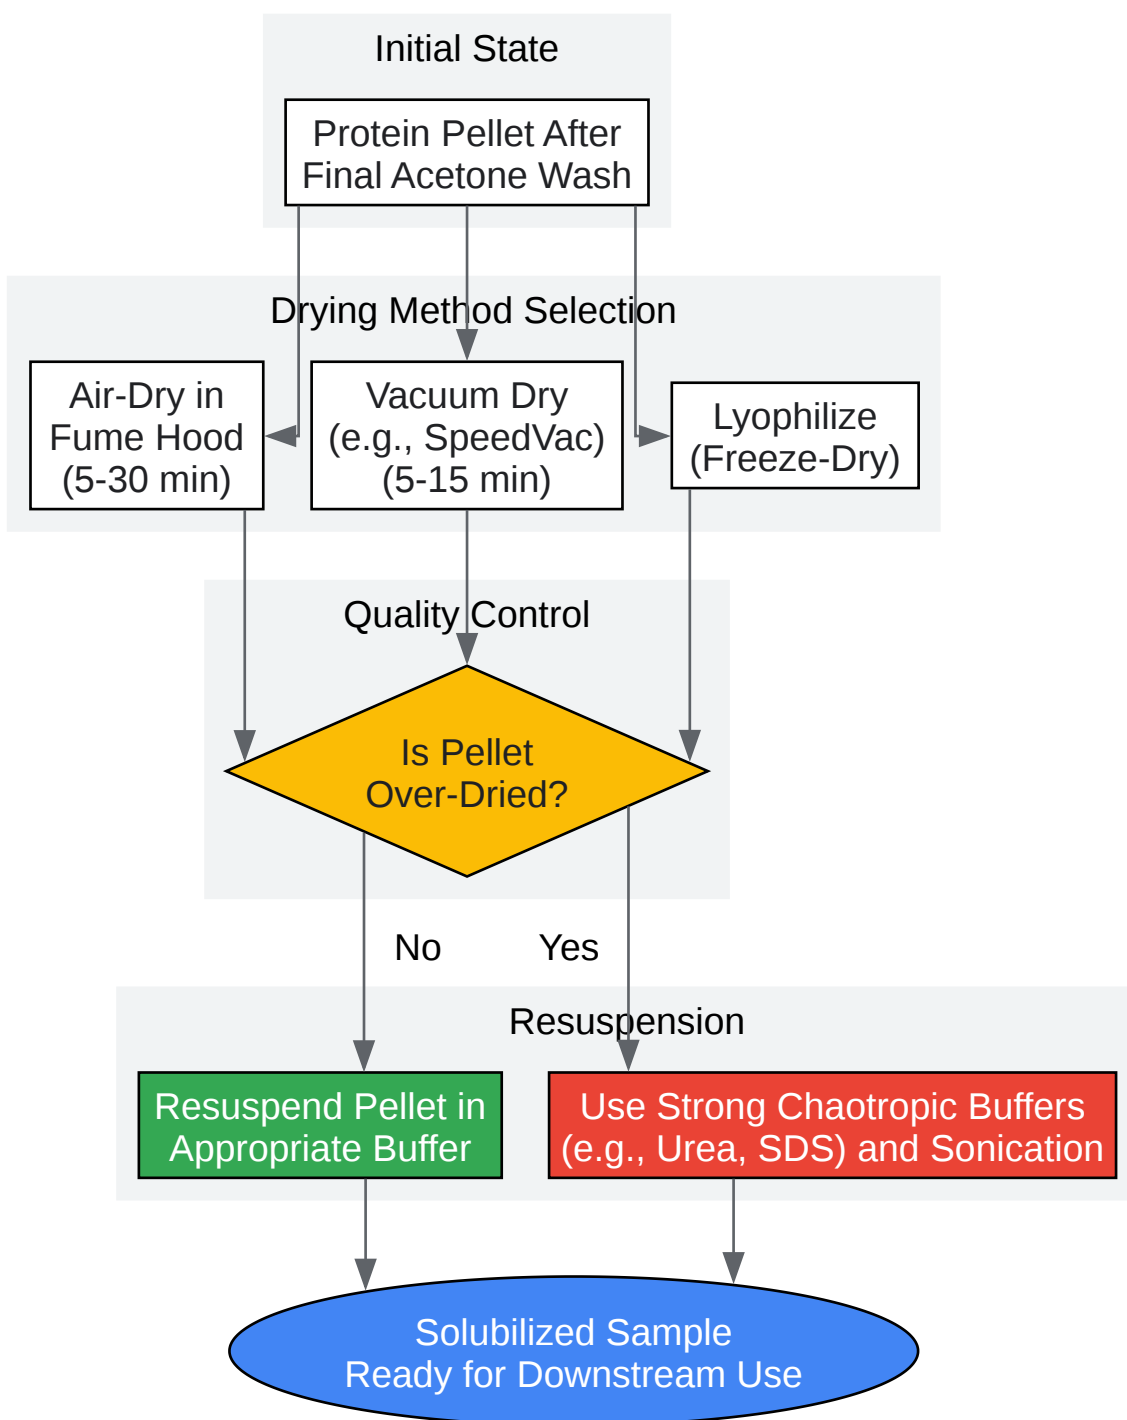 Initial State
Protein Pellet After
Final Acetone Wash
Drying Method Selection
Air-Dry in
Fume Hood
(5-30 min)
Vacuum Dry
(e.g., SpeedVac)
(5-15 min)
Lyophilize
(Freeze-Dry)
Quality Control
Is Pellet
Over-Dried?
No
Yes
Resuspension
Resuspend Pellet in
Appropriate Buffer
Use Strong Chaotropic Buffers
(e.g., Urea, SDS) and Sonication
Solubilized Sample
Ready for Downstream Use